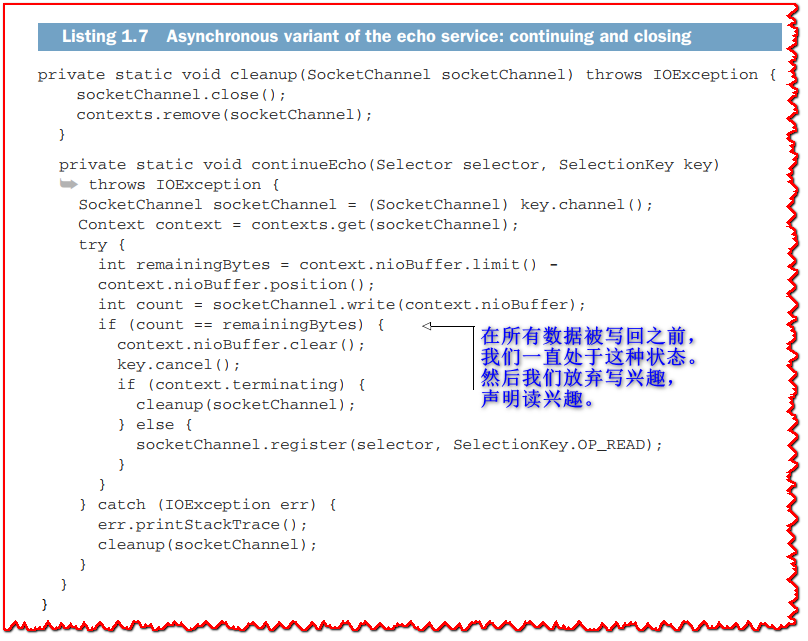 Listing 1.7 Asynchronous variant of the echo service: continuing and closing
private static void cleanup(SocketChannel socketChannel) throws IOException {
socketChannel.close();
contexts.remove(socketChannel);
}
private static void continueEcho(Selector selector, SelectionKey key)
throws IOException {
SocketChannel socketChannel = (SocketChannel) key.channel();
Context context = contexts.get(socketChannel);
try {
int remainingBytes = context.nioBuffer.limit() -
context.nioBuffer.position();
int count = socketChannel.write(context.nioBuffer);
if (count == remainingBytes) {
context.nioBuffer.clear();
key.cancel();
if (context.terminating) {
cleanup(socketChannel);
} else {
socketChannel.register(selector, SelectionKey.OP_READ);
}
}
} catch (IOException err) {
err.printStackTrace();
cleanup(socketChannel);
}
}
}
在所有数据被写回之前，
我们一直处于这种状态。
然后我们放弃写兴趣，
声明读兴趣。